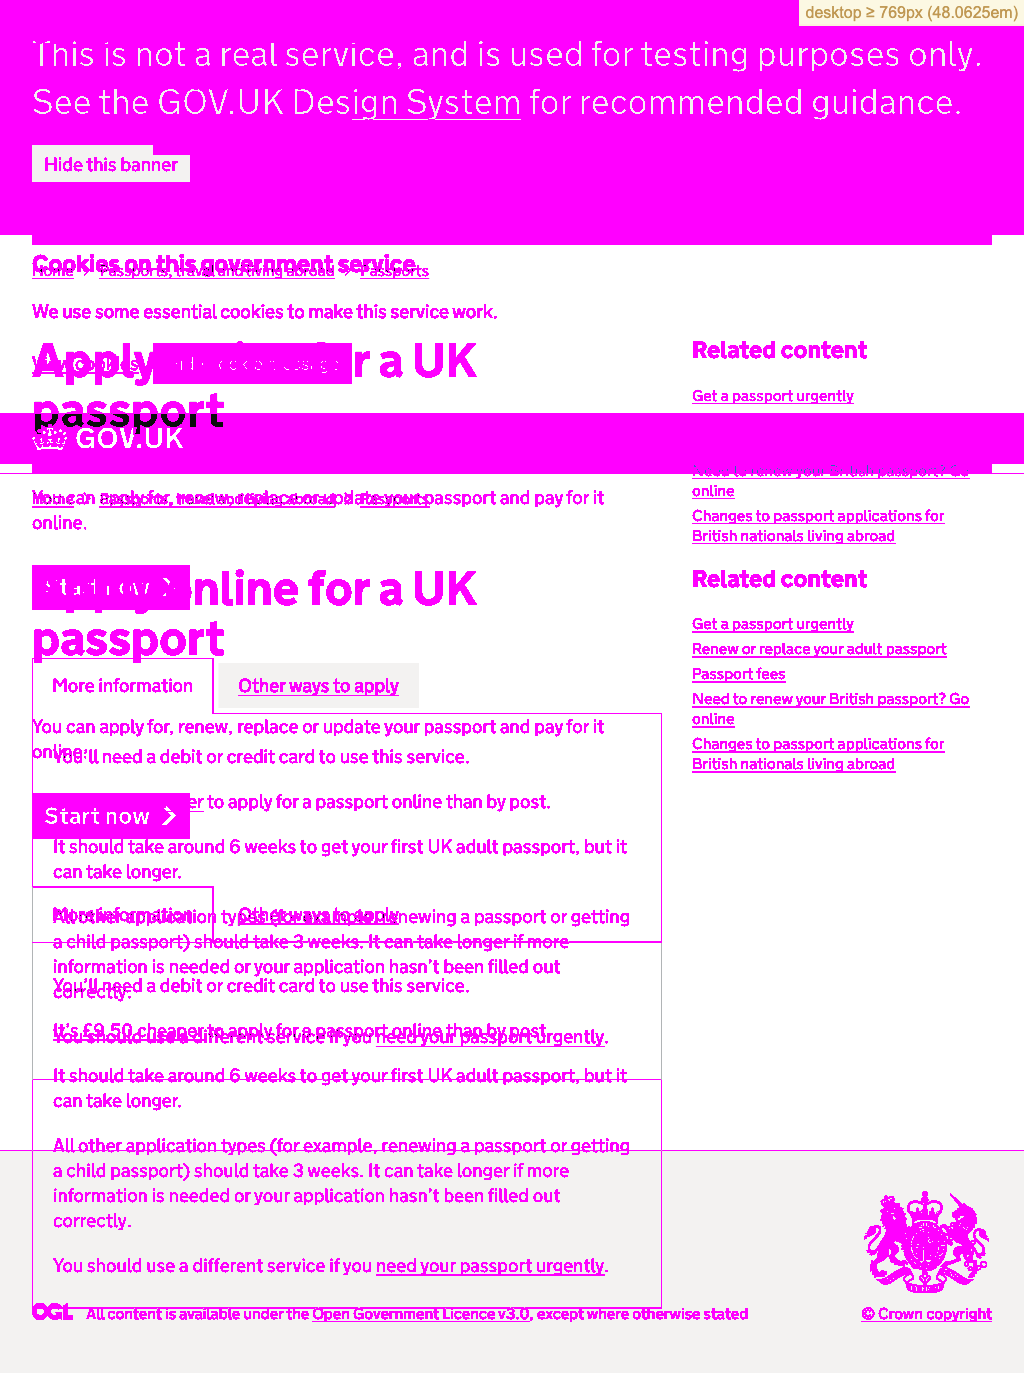 desktop ≥ 769px (48.0625em)
This is not a real service, and is used for testing purposes only.
See the GOV.UK Design System for recommended guidance.
Hide this banner
Cookies on this government service
Home > Passports, travel and living abroad > Passports
We use some essential cookies to make this service work.
Apply for a UK
passport
Related content
Get a passport urgently
GOV.UK
Need to renew your British passport? Go
online
Changes to passport applications for
British nationals living abroad
You can apply for, renew, replace or update your passport and pay for it
online.
online for a UK
passport
Related content
Get a passport urgently
Renew or replace your adult passport
Passport fees
Need to renew your British passport? Go
online
Changes to passport applications for
British nationals living abroad
More information
Other ways to apply
You can apply for, renew, replace or update your passport and pay for it
online.
You'll need a debit or credit card to use this service.
to apply for a passport online than by post.
Start now
It should take around 6 weeks to get your first UK adult passport, but it
can take longer.
More information
Other ways to apply
All other application types (for example, renewing a passport or getting
a child passport) should take 3 weeks. It can take longer if more
information is needed or your application hasn't been filled out
correctly.
You'll need a debit or credit card to use this service.
It's £9.50 cheaper to apply for a passport online than by post.
You should use a different service if you need your passport urgently.
It should take around 6 weeks to get your first UK adult passport, but it
can take longer.
All other application types (for example, renewing a passport or getting
a child passport) should take 3 weeks. It can take longer if more
information is needed or your application hasn't been filled out
correctly.
You should use a different service if you need your passport urgently.
OGL All content is available under the Open Government Licence v3.0, except where otherwise stated
© Crown copyright